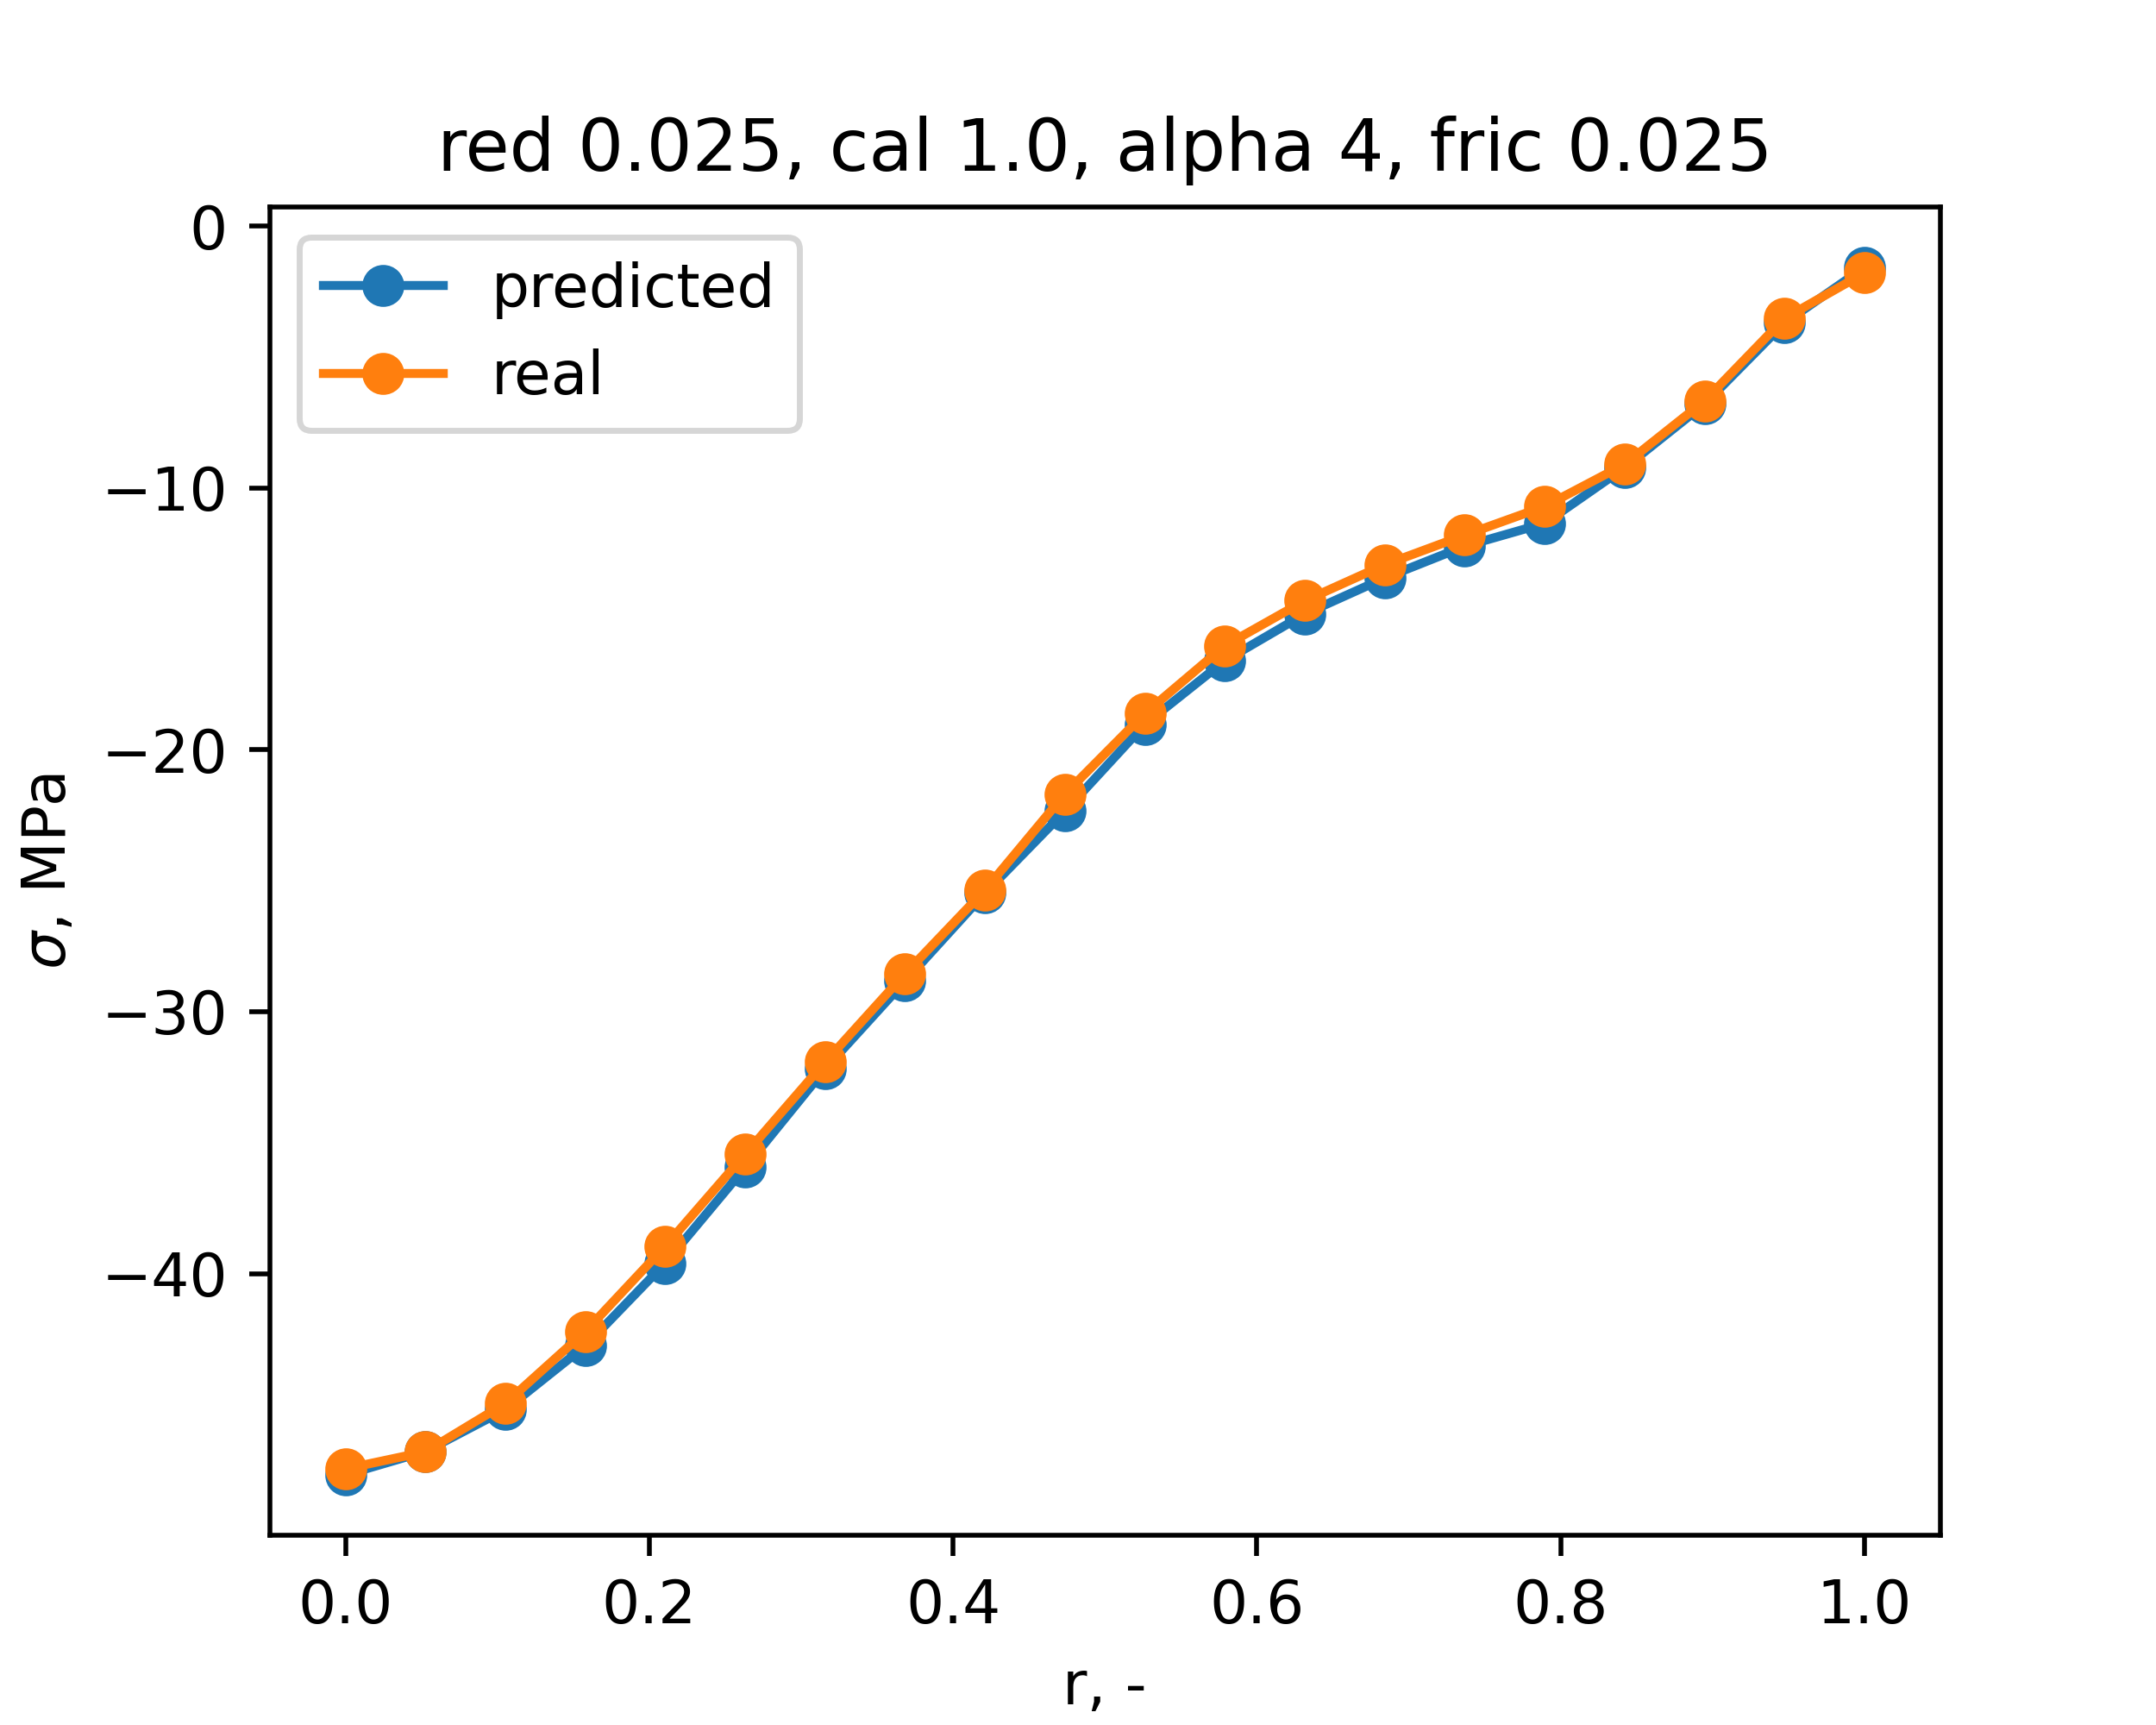 red 0.025, cal 1.0, alpha 4, fric 0.025
predicted
real
0
−10
−20
−30
−40
σ, MPa
0.0 0.2 0.4 0.6 0.8 1.0
r, -